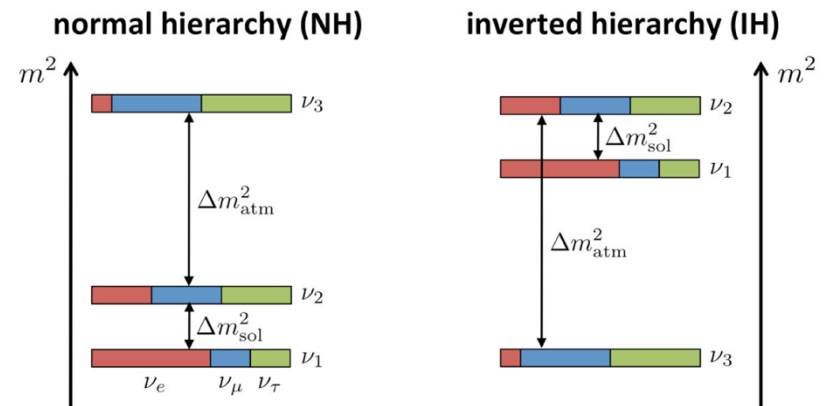 normal hierarchy (NH)
m²
ν₃
Δm²atm
ν₂
Δm²sol
ν₁
νₑ νμ ντ
inverted hierarchy (IH)
m²
ν₂
Δm²sol
ν₁
Δm²atm
ν₃